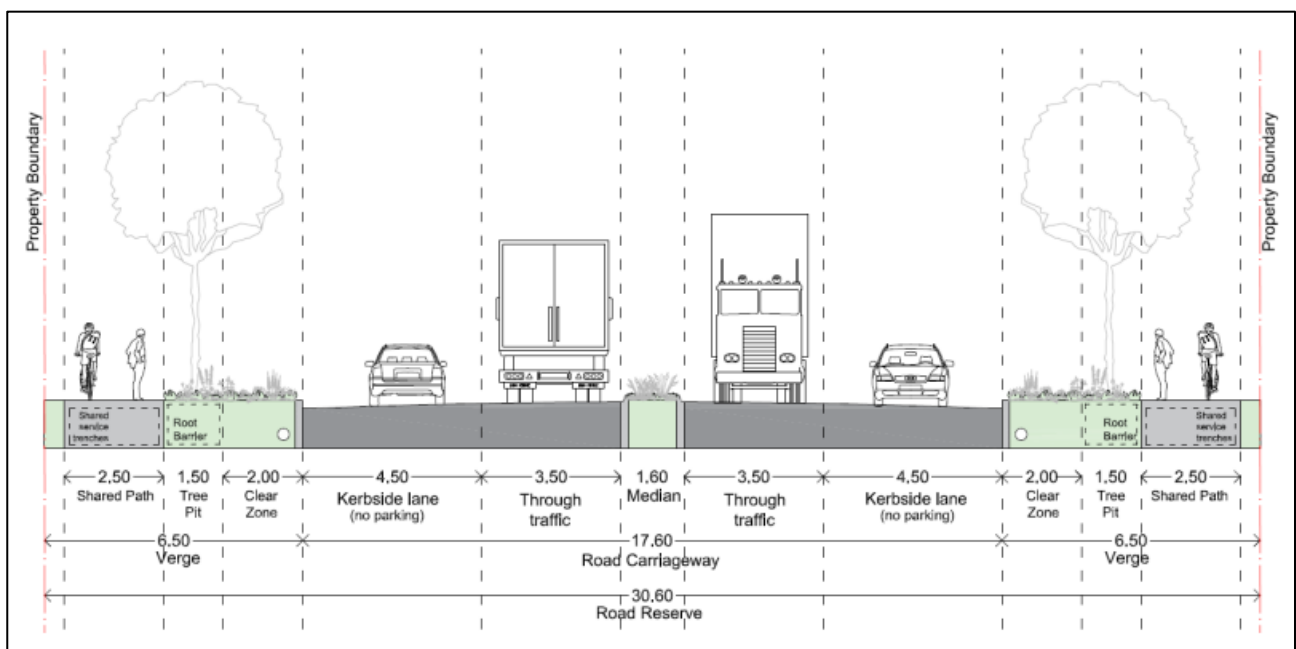 Property Boundary
Property Boundary
Shared
service
trenches
Root
Barrier
Root
Barrier
Shared
service
trenches
2,50
1,50
2,00
4,50
3,50
1,60
3,50
4,50
2,00
1,50
2,50
Shared Path
Tree
Pit
Clear
Zone
Kerbside lane
(no parking)
Through
traffic
Median
Through
traffic
Kerbside lane
(no parking)
Clear
Zone
Tree
Pit
Shared Path
6.50
Verge
17.60
Road Carriageway
6.50
Verge
30.60
Road Reserve